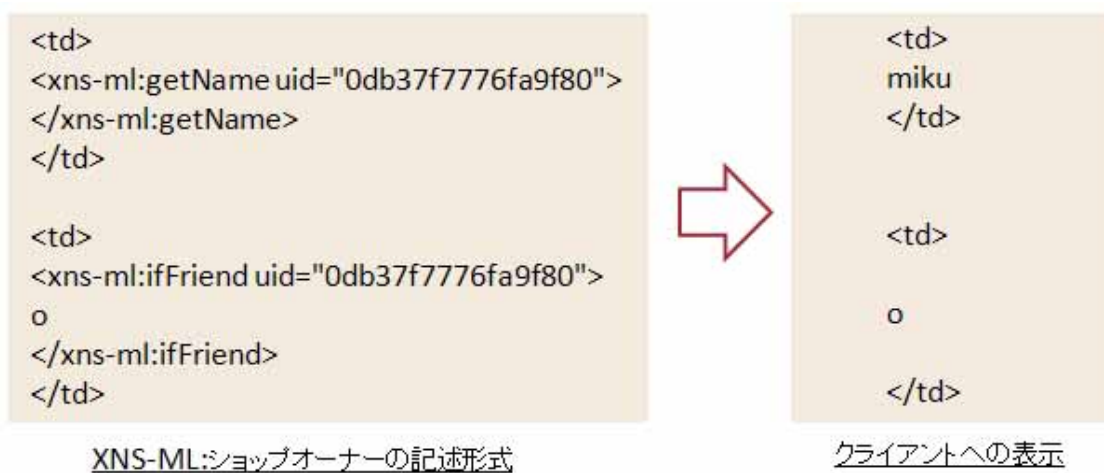 <td>
<xns-ml:getName uid="0db37f7776fa9f80">
</xns-ml:getName>
</td>
<td>
<xns-ml:ifFriend uid="0db37f7776fa9f80">
o
</xns-ml:ifFriend>
</td>
XNS-ML:ショップオーナーの記述形式
<td>
miku
</td>
<td>
o
</td>
クライアントへの表示